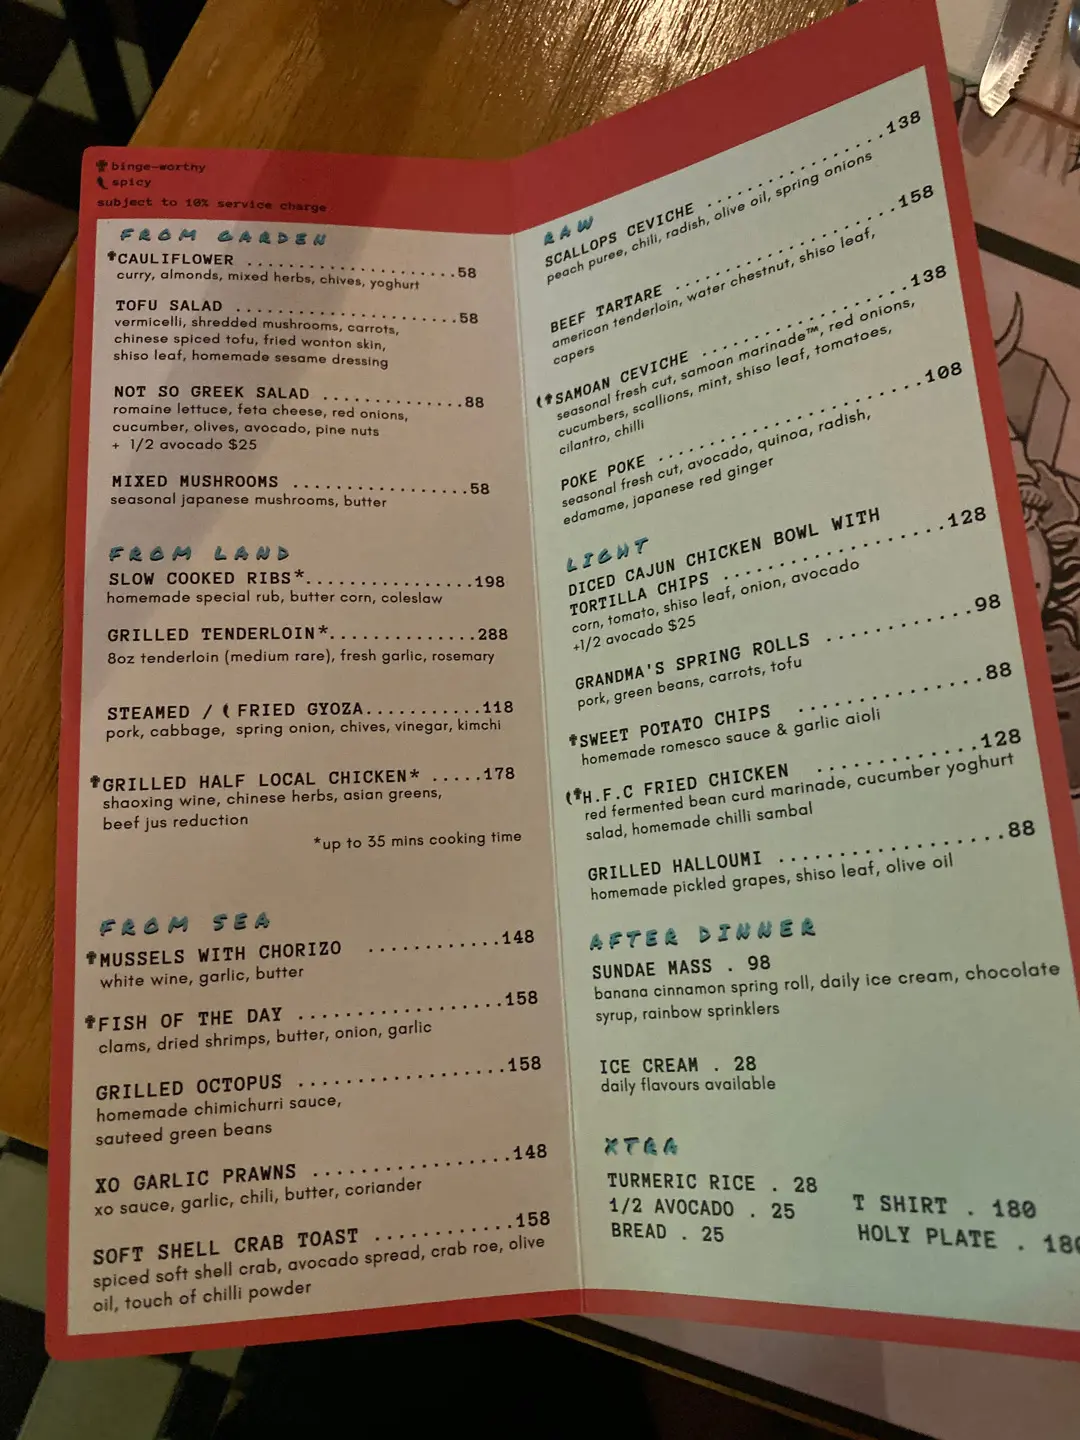 binge-worthy
spicy
subject to 10% service charge
FROM GARDEN
CAULIFLOWER ....................58
curry, almonds, mixed herbs, chives, yoghurt
TOFU SALAD ......................58
vermicelli, shredded mushrooms, carrots,
chinese spiced tofu, fried wonton skin,
shiso leaf, homemade sesame dressing
NOT SO GREEK SALAD .............88
romaine lettuce, feta cheese, red onions,
cucumber, olives, avocado, pine nuts
+ 1/2 avocado $25
MIXED MUSHROOMS ................58
seasonal japanese mushrooms, butter
FROM LAND
SLOW COOKED RIBS*...............198
homemade special rub, butter corn, coleslaw
GRILLED TENDERLOIN*.............288
8oz tenderloin (medium rare), fresh garlic, rosemary
STEAMED / FRIED GYOZA..........118
pork, cabbage, spring onion, chives, vinegar, kimchi
GRILLED HALF LOCAL CHICKEN* .....178
shaoxing wine, chinese herbs, asian greens,
beef jus reduction
*up to 35 mins cooking time
FROM SEA
MUSSELS WITH CHORIZO ...........148
white wine, garlic, butter
FISH OF THE DAY .................158
clams, dried shrimps, butter, onion, garlic
GRILLED OCTOPUS .................158
homemade chimichurri sauce,
sauteed green beans
XO GARLIC PRAWNS ................148
xo sauce, garlic, chili, butter, coriander
SOFT SHELL CRAB TOAST ..........158
spiced soft shell crab, avocado spread, crab roe, olive
oil, touch of chilli powder
RAW
SCALLOPS CEVICHE ................138
peach puree, chili, radish, olive oil, spring onions
BEEF TARTARE ....................158
american tenderloin, water chestnut, shiso leaf,
capers
SAMOAN CEVICHE .................138
seasonal fresh cut, samoan marinade™, red onions,
cucumbers, scallions, mint, shiso leaf, tomatoes,
cilantro, chilli
POKE POKE ......................108
seasonal fresh cut, avocado, quinoa, radish,
edamame, japanese red ginger
LIGHT
DICED CAJUN CHICKEN BOWL WITH
TORTILLA CHIPS ..................128
corn, tomato, shiso leaf, onion, avocado
+1/2 avocado $25
GRANDMA'S SPRING ROLLS ...........98
pork, green beans, carrots, tofu
SWEET POTATO CHIPS ..............88
homemade romesco sauce & garlic aioli
H.F.C FRIED CHICKEN ............128
red fermented bean curd marinade, cucumber yoghurt
salad, homemade chilli sambal
GRILLED HALLOUMI .................88
homemade pickled grapes, shiso leaf, olive oil
AFTER DINNER
SUNDAE MASS . 98
banana cinnamon spring roll, daily ice cream, chocolate
syrup, rainbow sprinklers
ICE CREAM . 28
daily flavours available
XTRA
TURMERIC RICE . 28
1/2 AVOCADO . 25
BREAD . 25
T SHIRT . 180
HOLY PLATE . 180